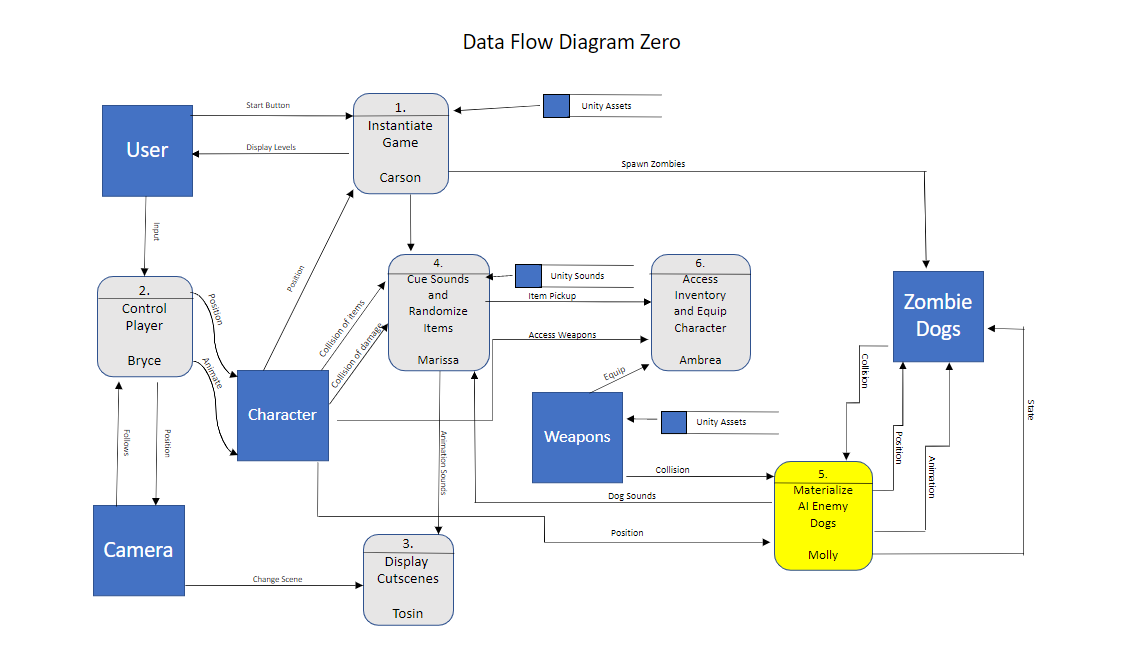 Data Flow Diagram Zero
User
Start Button
Display Levels
1.
Instantiate
Game
Carson
Unity Assets
Spawn Zombies
Input
2.
Control
Player
Bryce
Position
Animate
Position
Collision of items
Collision of damage
4.
Cue Sounds
and
Randomize
Items
Marissa
Unity Sounds
Item Pickup
Access Weapons
6.
Access
Inventory
and Equip
Character
Ambrea
Zombie
Dogs
Character
Equip
Weapons
Unity Assets
Collision
Collision
Position
Animation
State
Follows
Position
Animation Sounds
Dog Sounds
Position
5.
Materialize
AI Enemy
Dogs
Molly
Camera
Change Scene
3.
Display
Cutscenes
Tosin